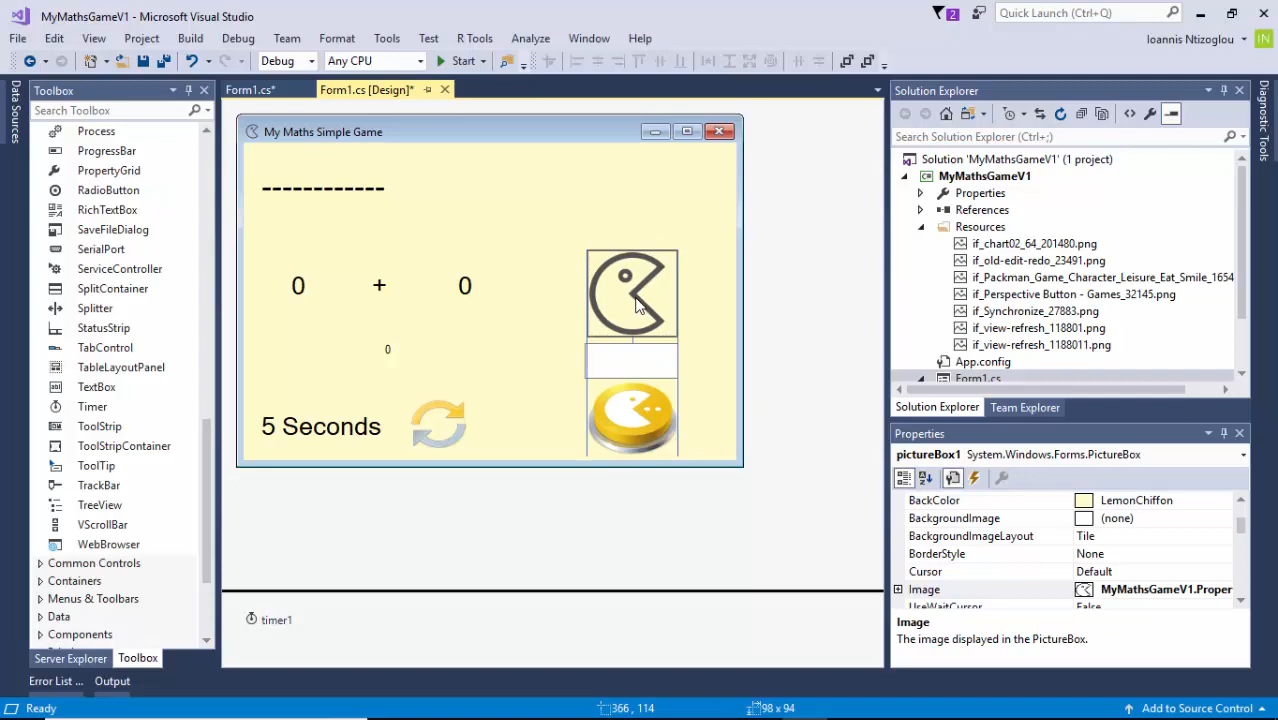 MyMathsGameV1 - Microsoft Visual Studio
2
Quick Launch (Ctrl+Q)
File Edit View Project Build Debug Team Format Tools Test R Tools Analyze Window Help
Ioannis Ntizoglou IN
Debug Any CPU Start
Data Sources
Toolbox
Search Toolbox
Process
ProgressBar
PropertyGrid
RadioButton
RichTextBox
SaveFileDialog
SerialPort
ServiceController
SplitContainer
Splitter
StatusStrip
TabControl
TableLayoutPanel
TextBox
Timer
ToolStrip
ToolStripContainer
ToolTip
TrackBar
TreeView
VScrollBar
WebBrowser
Common Controls
Containers
Menus & Toolbars
Data
Components
Server Explorer Toolbox
Error List ... Output
Form1.cs* Form1.cs [Design]*
My Maths Simple Game
------------
0 + 0
0
5 Seconds
timer1
Solution Explorer
Search Solution Explorer (Ctrl+;)
Solution 'MyMathsGameV1' (1 project)
MyMathsGameV1
Properties
References
Resources
if_chart02_64_201480.png
if_old-edit-redo_23491.png
if_Packman_Game_Character_Leisure_Eat_Smile_1654
if_Perspective Button - Games_32145.png
if_Synchronize_27883.png
if_view-refresh_118801.png
if_view-refresh_1188011.png
App.config
Form1.cs
Solution Explorer Team Explorer
Properties
pictureBox1 System.Windows.Forms.PictureBox
BackColor LemonChiffon
BackgroundImage (none)
BackgroundImageLayout Tile
BorderStyle None
Cursor Default
Image MyMathsGameV1.Proper
UseWaitCursor False
Image
The image displayed in the PictureBox.
Diagnostic Tools
Ready 366 , 114 98 x 94 Add to Source Control